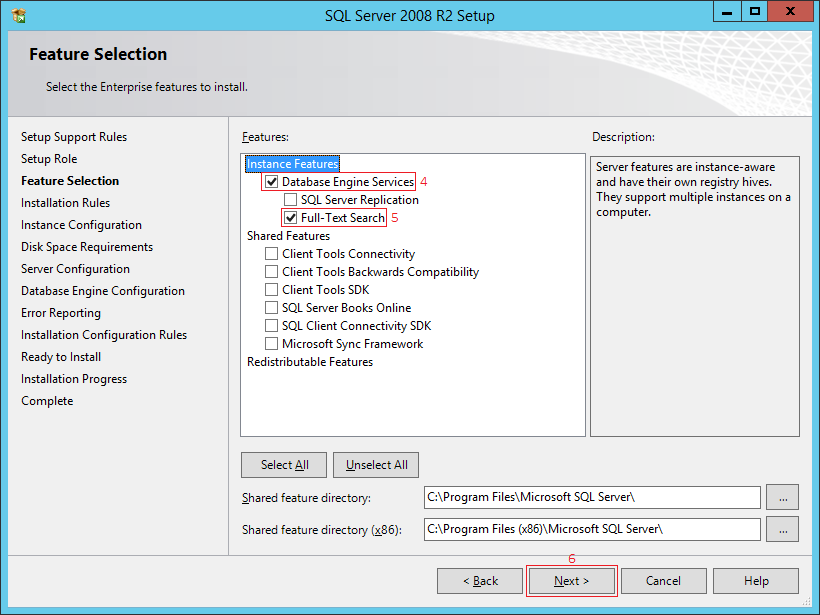 SQL Server 2008 R2 Setup
Feature Selection
Select the Enterprise features to install.
Setup Support Rules
Setup Role
Feature Selection
Installation Rules
Instance Configuration
Disk Space Requirements
Server Configuration
Database Engine Configuration
Error Reporting
Installation Configuration Rules
Ready to Install
Installation Progress
Complete
Features:
Instance Features
Database Engine Services 4
SQL Server Replication
Full-Text Search 5
Shared Features
Client Tools Connectivity
Client Tools Backwards Compatibility
Client Tools SDK
SQL Server Books Online
SQL Client Connectivity SDK
Microsoft Sync Framework
Redistributable Features
Description:
Server features are instance-aware
and have their own registry hives.
They support multiple instances on a
computer.
Select All Unselect All
Shared feature directory: C:\Program Files\Microsoft SQL Server\ ...
Shared feature directory (x86): C:\Program Files (x86)\Microsoft SQL Server\ ...
6
< Back Next > Cancel Help